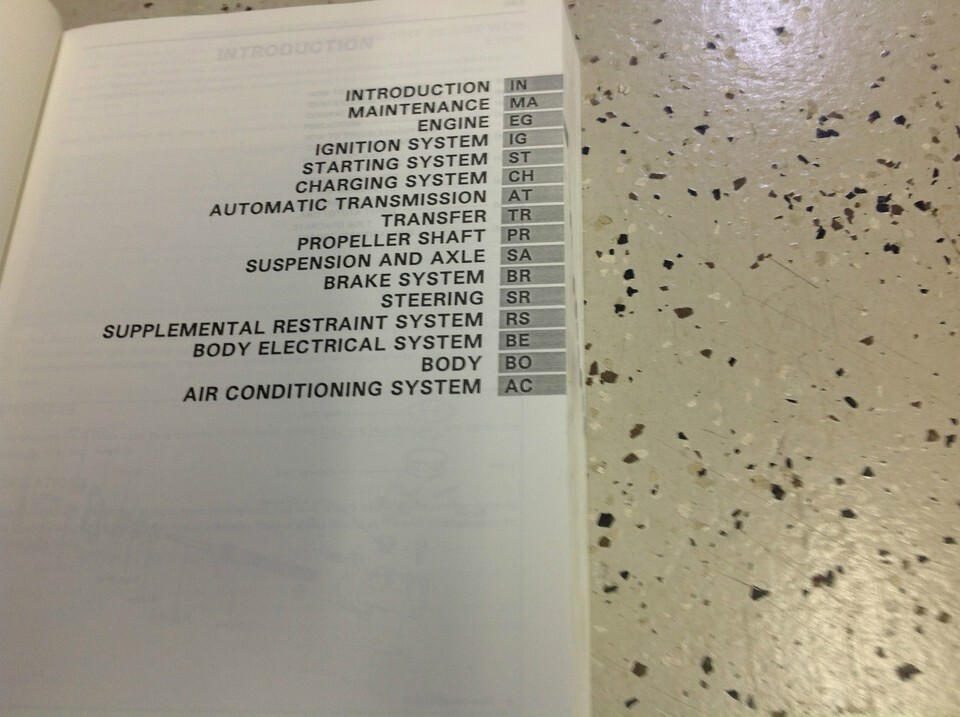 INTRODUCTION
INTRODUCTION IN
MAINTENANCE MA
ENGINE EG
IGNITION SYSTEM IG
STARTING SYSTEM ST
CHARGING SYSTEM CH
AUTOMATIC TRANSMISSION AT
TRANSFER TR
PROPELLER SHAFT PR
SUSPENSION AND AXLE SA
BRAKE SYSTEM BR
STEERING SR
SUPPLEMENTAL RESTRAINT SYSTEM RS
BODY ELECTRICAL SYSTEM BE
BODY BO
AIR CONDITIONING SYSTEM AC